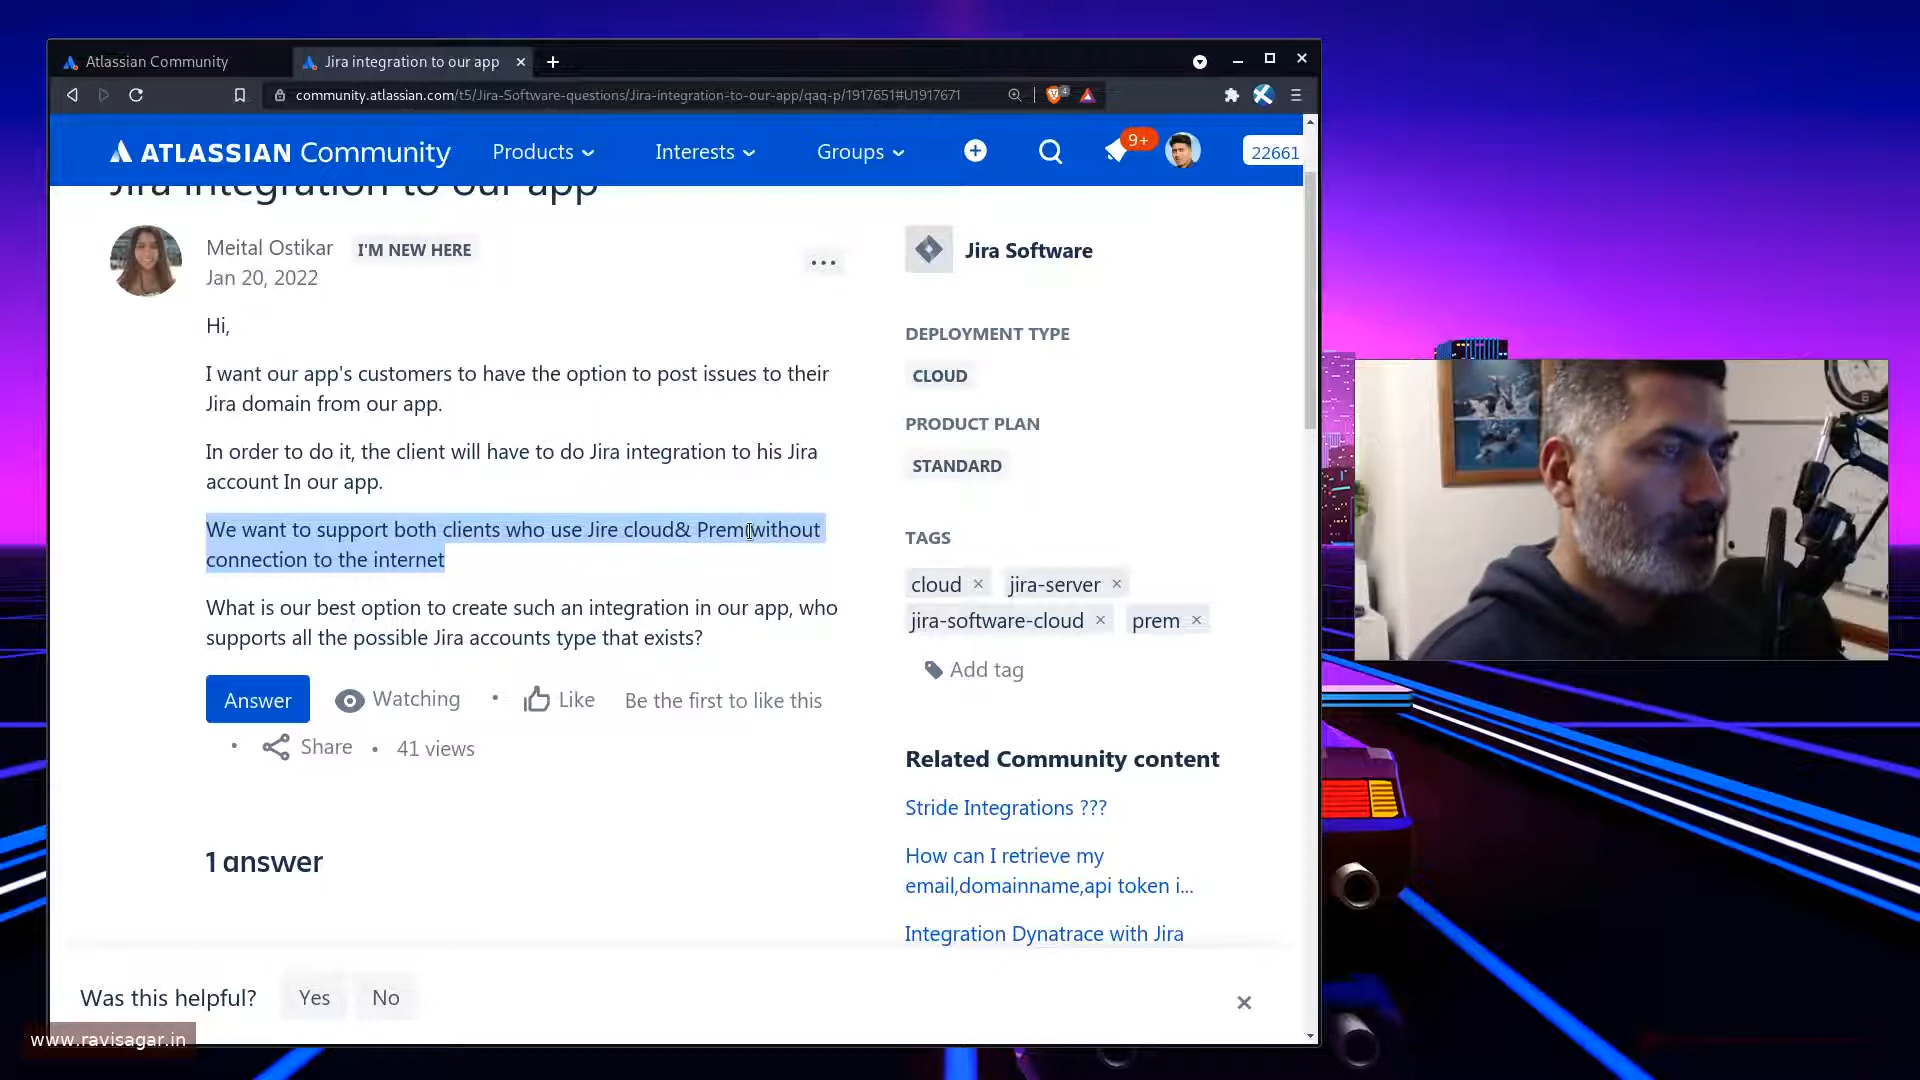 Atlassian Community
Jira integration to our app
community.atlassian.com/t5/Jira-Software-questions/Jira-integration-to-our-app/qaq-p/1917651#U1917671
4
ATLASSIAN Community
Products
Interests
Groups
9+
22661
Jira integration to our app
Meital Ostikar
I'M NEW HERE
Jan 20, 2022
Hi,
I want our app's customers to have the option to post issues to their
Jira domain from our app.
In order to do it, the client will have to do Jira integration to his Jira
account In our app.
We want to support both clients who use Jire cloud& Prem without
connection to the internet
What is our best option to create such an integration in our app, who
supports all the possible Jira accounts type that exists?
Answer
Watching
Like
Be the first to like this
Share
41 views
1 answer
Jira Software
DEPLOYMENT TYPE
CLOUD
PRODUCT PLAN
STANDARD
TAGS
cloud
jira-server
jira-software-cloud
prem
Add tag
Related Community content
Stride Integrations ???
How can I retrieve my
email,domainname,api token i...
Integration Dynatrace with Jira
Was this helpful?
Yes
No
www.ravisagar.in